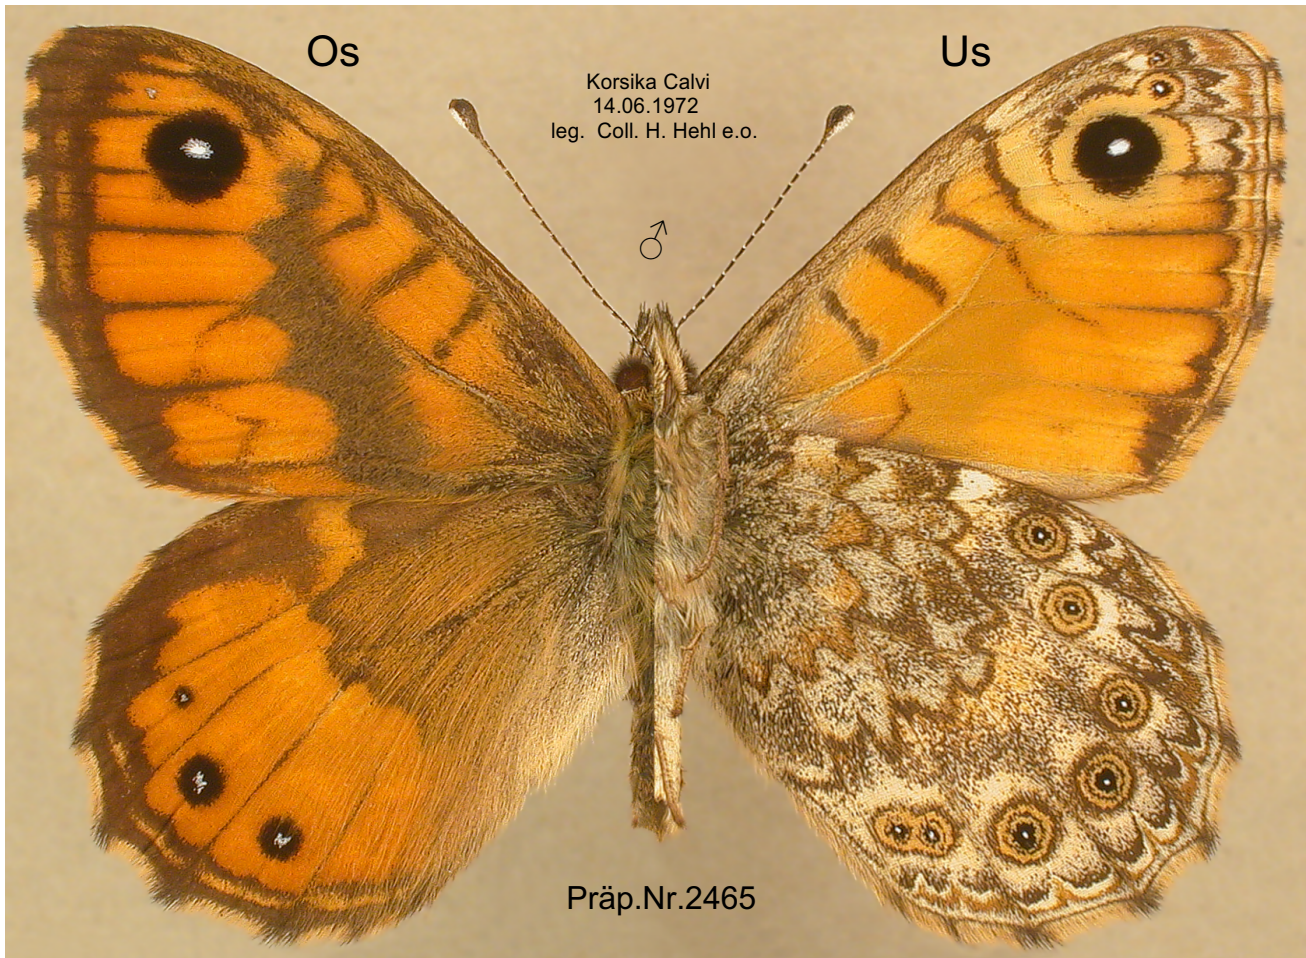 Os
Us
Korsika Calvi
14.06.1972
leg. Coll. H. Hehl e.o.
♂
Präp.Nr.2465